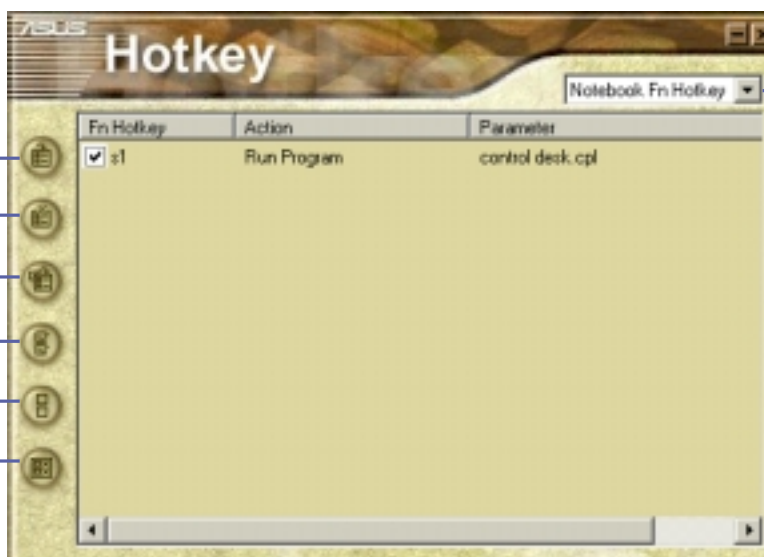 ASUS
Hotkey
Notebook Fn Hotkey
Fn Hotkey Action Parameter
s1 Run Program control desk.cpl